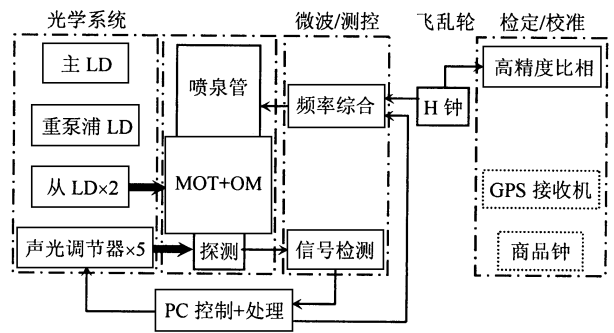 光学系统
微波/测控
飞乱轮
检定/校准
主 LD
喷泉管
频率综合
H 钟
高精度比相
重泵浦 LD
从 LD×2
MOT+OM
GPS 接收机
声光调节器×5
探测
信号检测
商品钟
PC 控制+处理